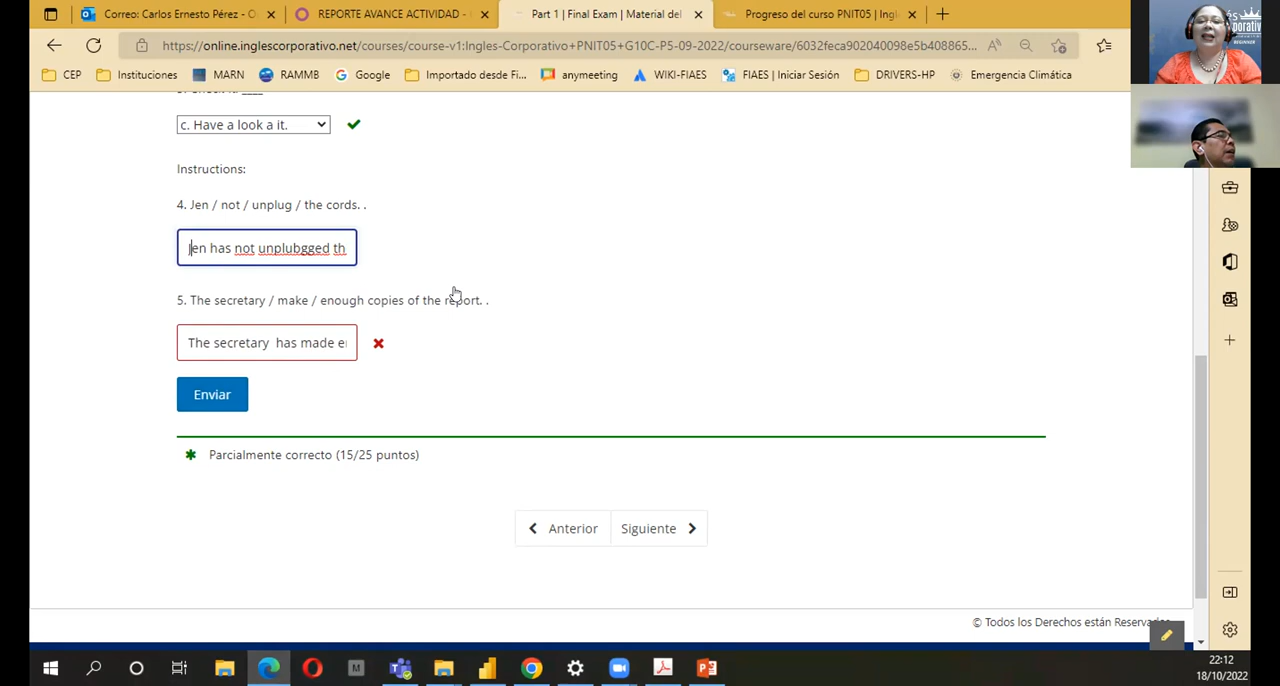 Correo: Carlos Ernesto Pérez - O
REPORTE AVANCE ACTIVIDAD -
Part 1 | Final Exam | Material del
Progreso del curso PNIT05 | Ingl
https://online.inglescorporativo.net/courses/course-v1:Ingles-Corporativo+PNIT05+G10C-P5-09-2022/courseware/6032feca902040098e5b408865...
CEP
Instituciones
MARN
RAMMB
Google
Importado desde Fi...
anymeeting
WIKI-FIAES
FIAES | Iniciar Sesión
DRIVERS-HP
Emergencia Climática
BEGINNER
c. Have a look a it.
Instructions:
4. Jen / not / unplug / the cords. .
Jen has not unplubgged th
5. The secretary / make / enough copies of the report. .
The secretary has made e
Enviar
Parcialmente correcto (15/25 puntos)
Anterior
Siguiente
© Todos los Derechos están
22:12
18/10/2022